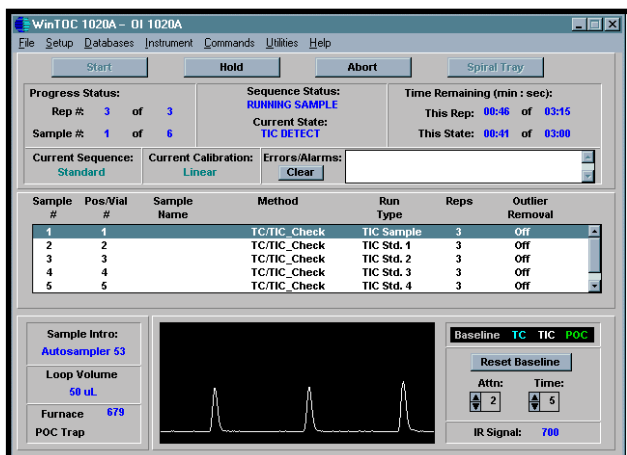 WinTOC 1020A - OI 1020A
File Setup Databases Instrument Commands Utilities Help
Start Hold Abort Spiral Tray
Progress Status:
Rep #: 3 of 3
Sample #: 1 of 6
Sequence Status:
RUNNING SAMPLE
Current State:
TIC DETECT
Time Remaining (min : sec):
This Rep: 00:46 of 03:15
This State: 00:41 of 03:00
Current Sequence:
Standard
Current Calibration:
Linear
Errors/Alarms:
Clear
Sample # Pos/Vial # Sample Name Method Run Type Reps Outlier Removal
1 1 TC/TIC_Check TIC Sample 3 Off
2 2 TC/TIC_Check TIC Std. 1 3 Off
3 3 TC/TIC_Check TIC Std. 2 3 Off
4 4 TC/TIC_Check TIC Std. 3 3 Off
5 5 TC/TIC_Check TIC Std. 4 3 Off
Sample Intro:
Autosampler 53
Loop Volume
50 uL
Furnace 679
POC Trap
Baseline TC TIC POC
Reset Baseline
Attn: Time:
2 5
IR Signal: 700